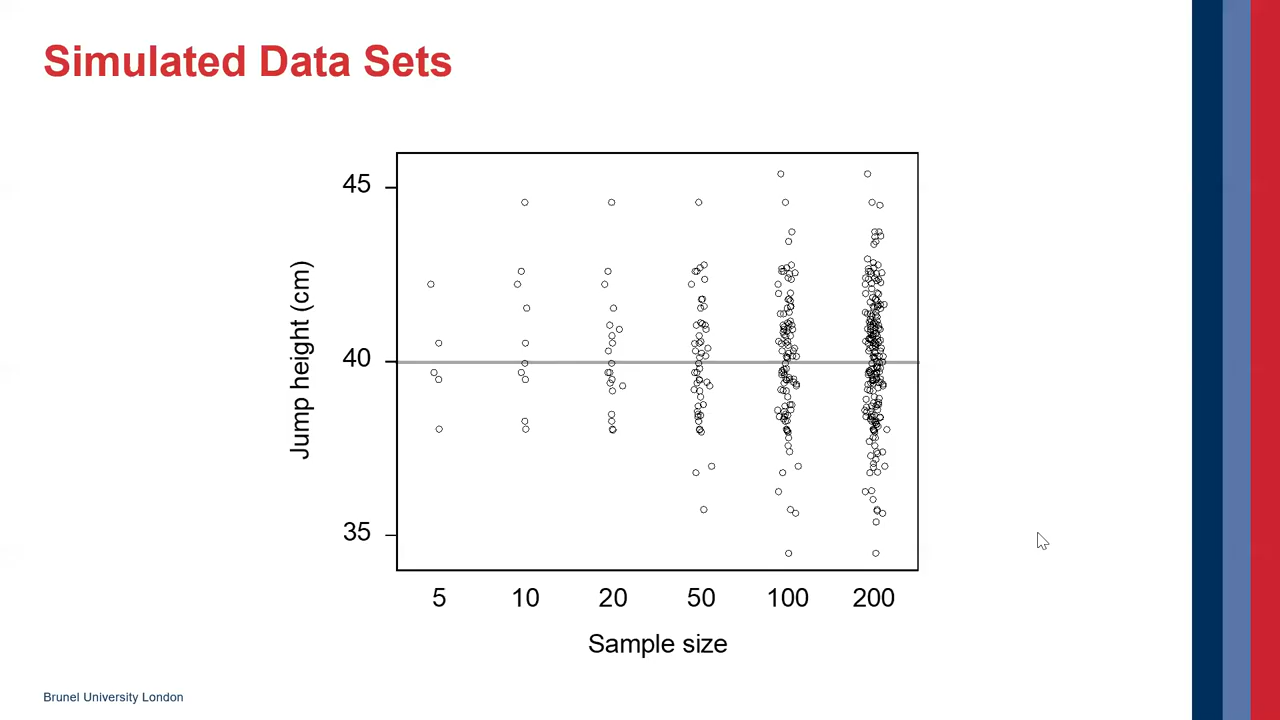 Simulated Data Sets
45
40
35
Jump height (cm)
5 10 20 50 100 200
Sample size
Brunel University London